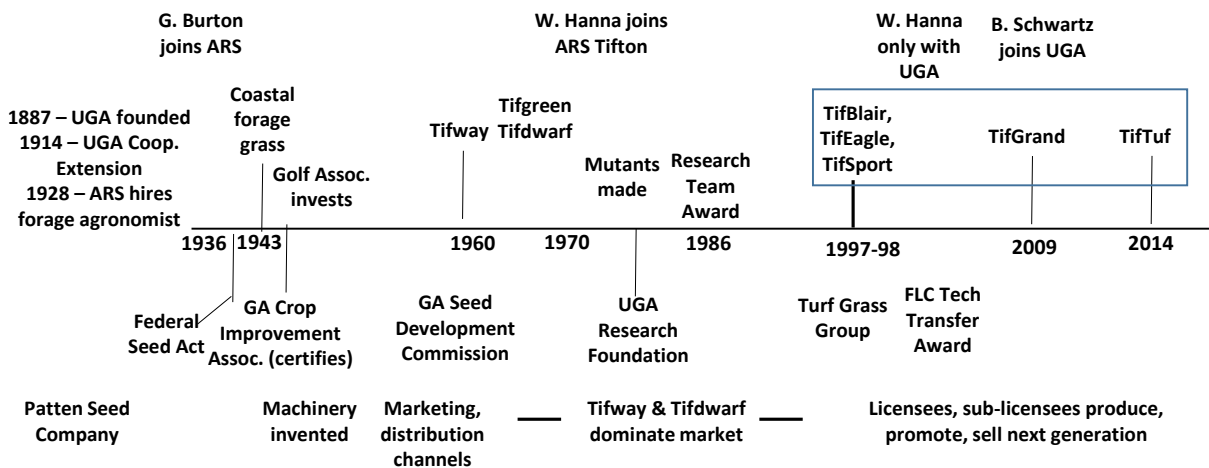 G. Burton
joins ARS
W. Hanna joins
ARS Tifton
W. Hanna
only with
UGA
B. Schwartz
joins UGA
1887 – UGA founded
1914 – UGA Coop.
Extension
1928 – ARS hires
forage agronomist
Coastal
forage
grass
Golf Assoc.
invests
Tifway
Tifgreen
Tifdwarf
Mutants
made
Research
Team
Award
TifBlair,
TifEagle,
TifSport
TifGrand
TifTuf
1936
1943
1960
1970
1986
1997-98
2009
2014
Federal
Seed Act
GA Crop
Improvement
Assoc. (certifies)
GA Seed
Development
Commission
UGA
Research
Foundation
Turf Grass
Group
FLC Tech
Transfer
Award
Patten Seed
Company
Machinery
invented
Marketing,
distribution
channels
Tifway & Tifdwarf
dominate market
Licensees, sub-licensees produce,
promote, sell next generation